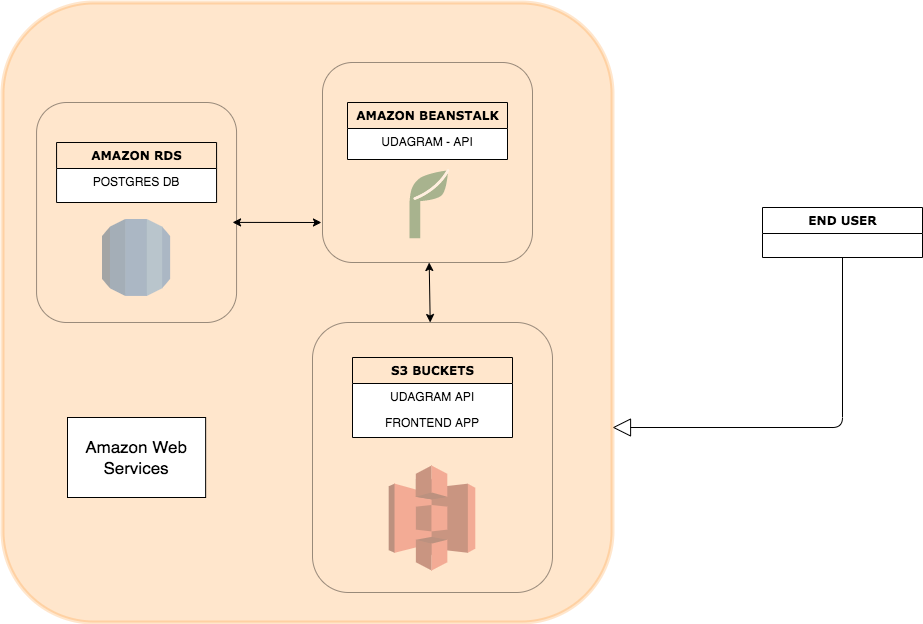 AMAZON RDS
POSTGRES DB
AMAZON BEANSTALK
UDAGRAM - API
END USER
S3 BUCKETS
UDAGRAM API
FRONTEND APP
Amazon Web
Services